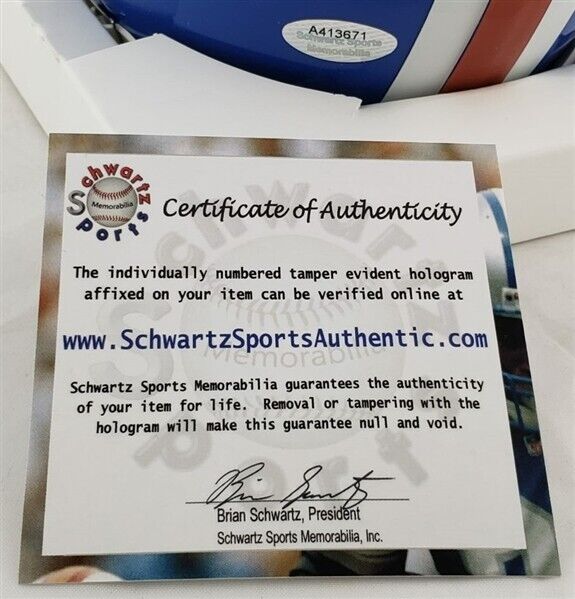 A413671
Schwartz Sports
Memorabilia
Schwartz
Sports
Memorabilia
Certificate of Authenticity
The individually numbered tamper evident hologram
affixed on your item can be verified online at
www.SchwartzSportsAuthentic.com
Schwartz Sports Memorabilia guarantees the authenticity
of your item for life. Removal or tampering with the
hologram will make this guarantee null and void.
Brian Schwartz, President
Schwartz Sports Memorabilia, Inc.